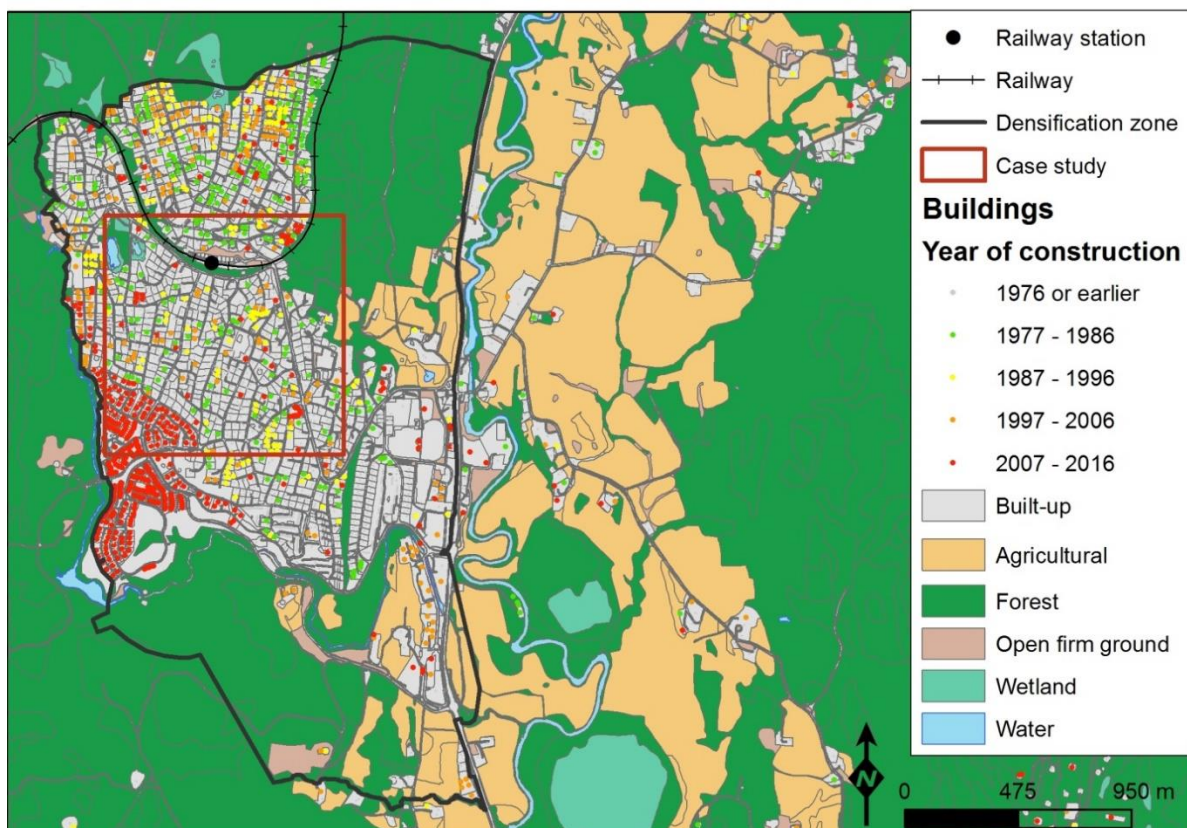 Railway station
Railway
Densification zone
Case study
Buildings
Year of construction
1976 or earlier
1977 - 1986
1987 - 1996
1997 - 2006
2007 - 2016
Built-up
Agricultural
Forest
Open firm ground
Wetland
Water
N
0 475 950 m